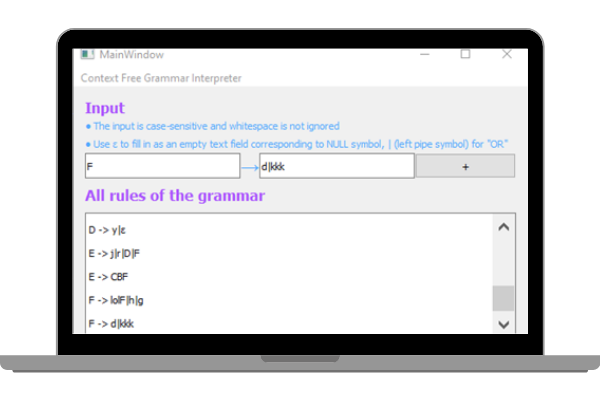 MainWindow
Context Free Grammar Interpreter
Input
● The input is case-sensitive and whitespace is not ignored
● Use ε to fill in as an empty text field corresponding to NULL symbol, | (left pipe symbol) for "OR"
F → d|kkk +
All rules of the grammar
D -> y|ε
E -> j|r|D|F
E -> CBF
F -> lolF|h|g
F -> d|kkk